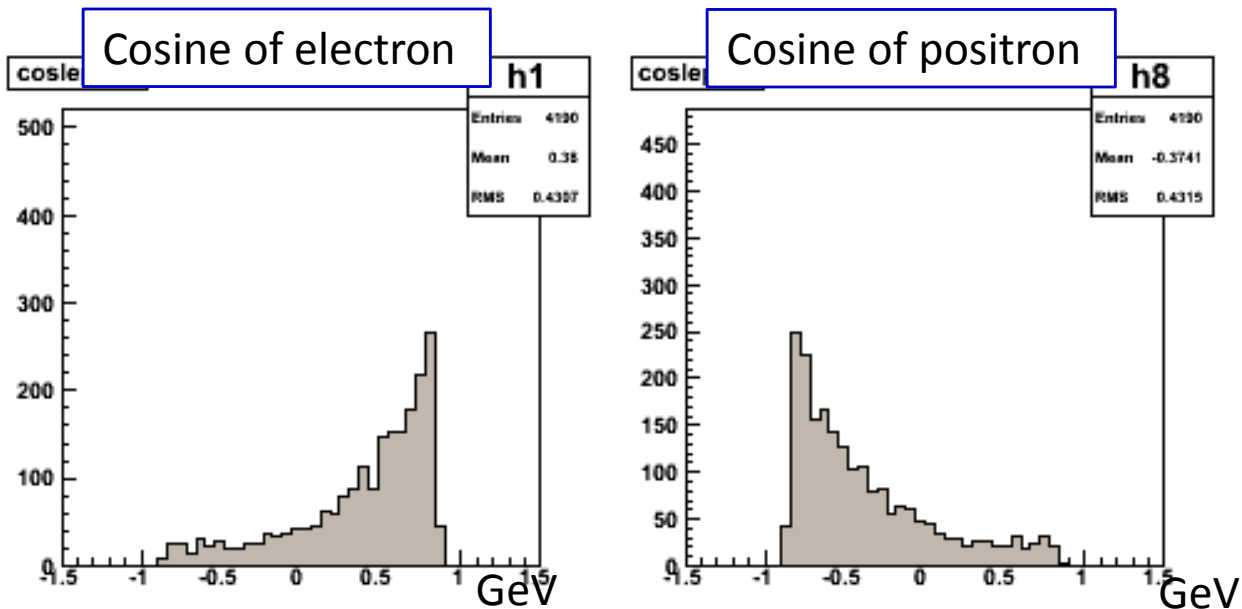 Cosine of electron
cosle
h1
Entries 4190
Mean 0.38
RMS 0.4307
500
400
300
200
100
0
-1.5 -1 -0.5 0 0.5 1 1.5
GeV
Cosine of positron
coslep
h8
Entries 4190
Mean -0.3741
RMS 0.4315
450
400
350
300
250
200
150
100
50
0
-1.5 -1 -0.5 0 0.5 1 1.5
GeV